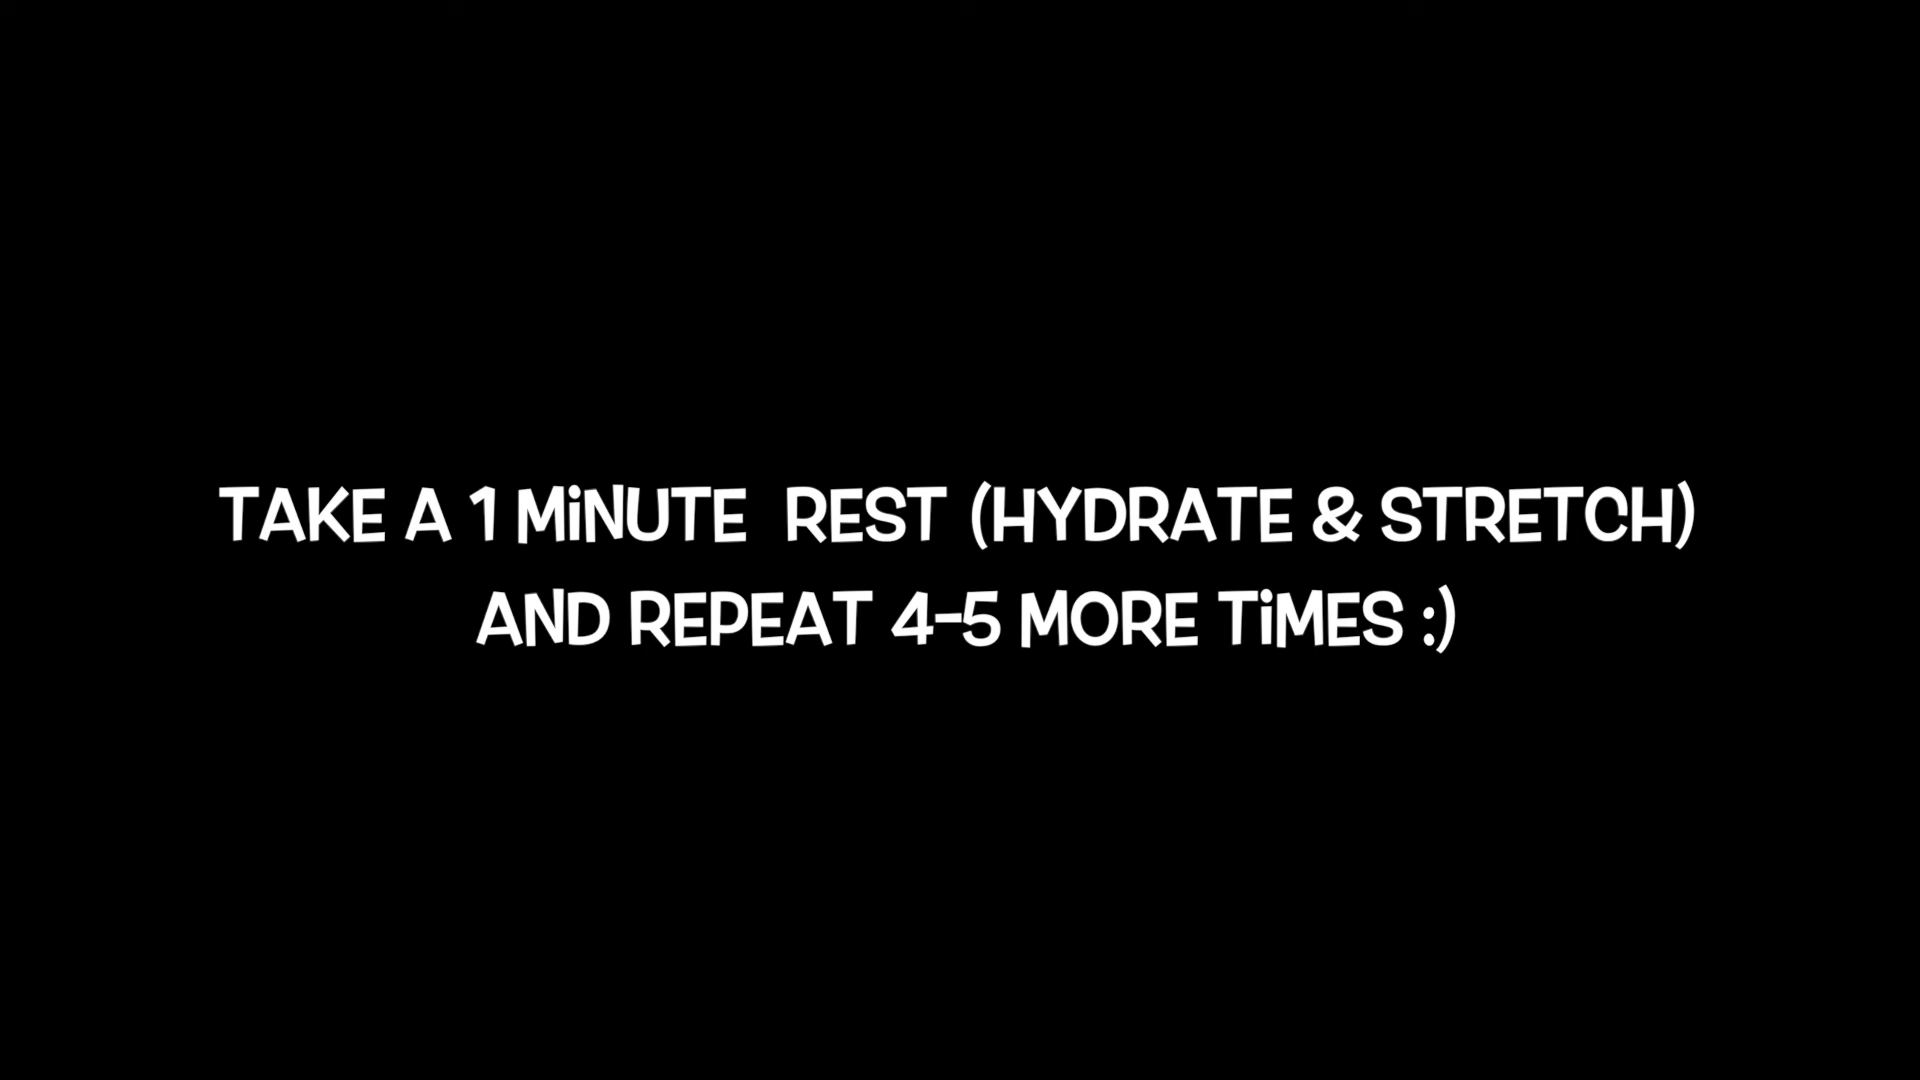 TAKE A 1 MiNUTE  REST (HYDRATE & STRETCH)
AND REPEAT 4-5 MORE TiMES :)